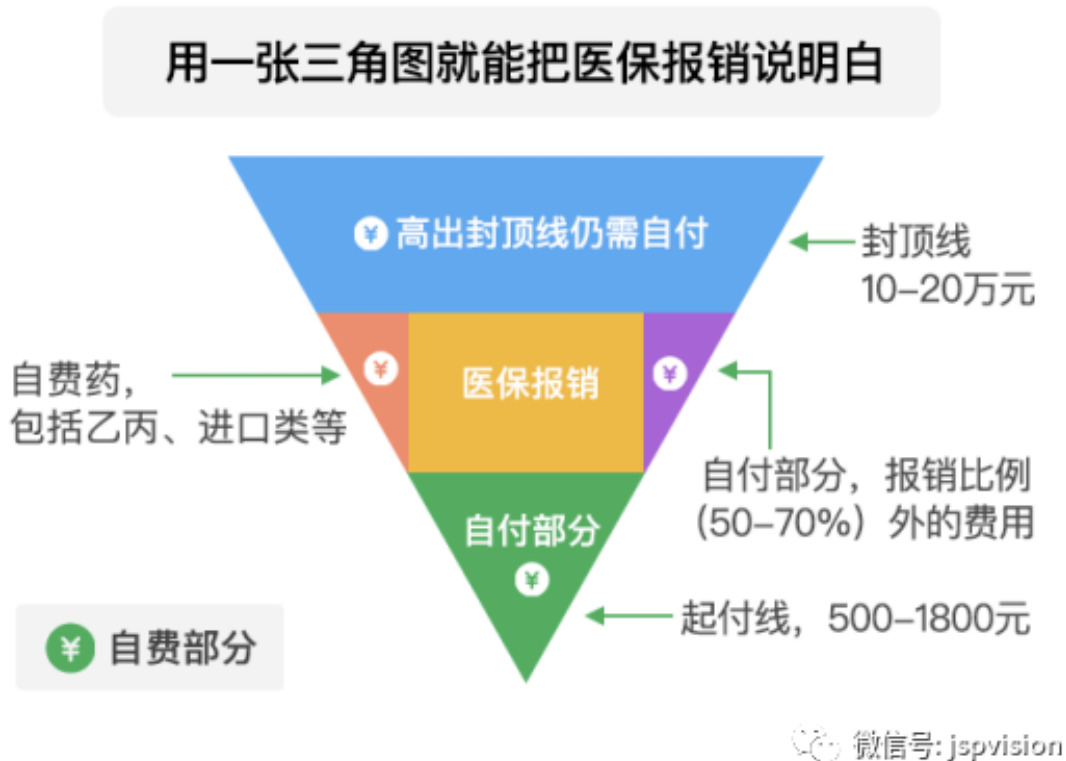 用一张三角图就能把医保报销说明白
¥ 高出封顶线仍需自付
封顶线
10-20万元
自费药，
包括乙丙、进口类等
¥
医保报销
¥
自付部分，报销比例
（50-70%）外的费用
自付部分
¥
起付线，500-1800元
¥ 自费部分
微信号: jspvision